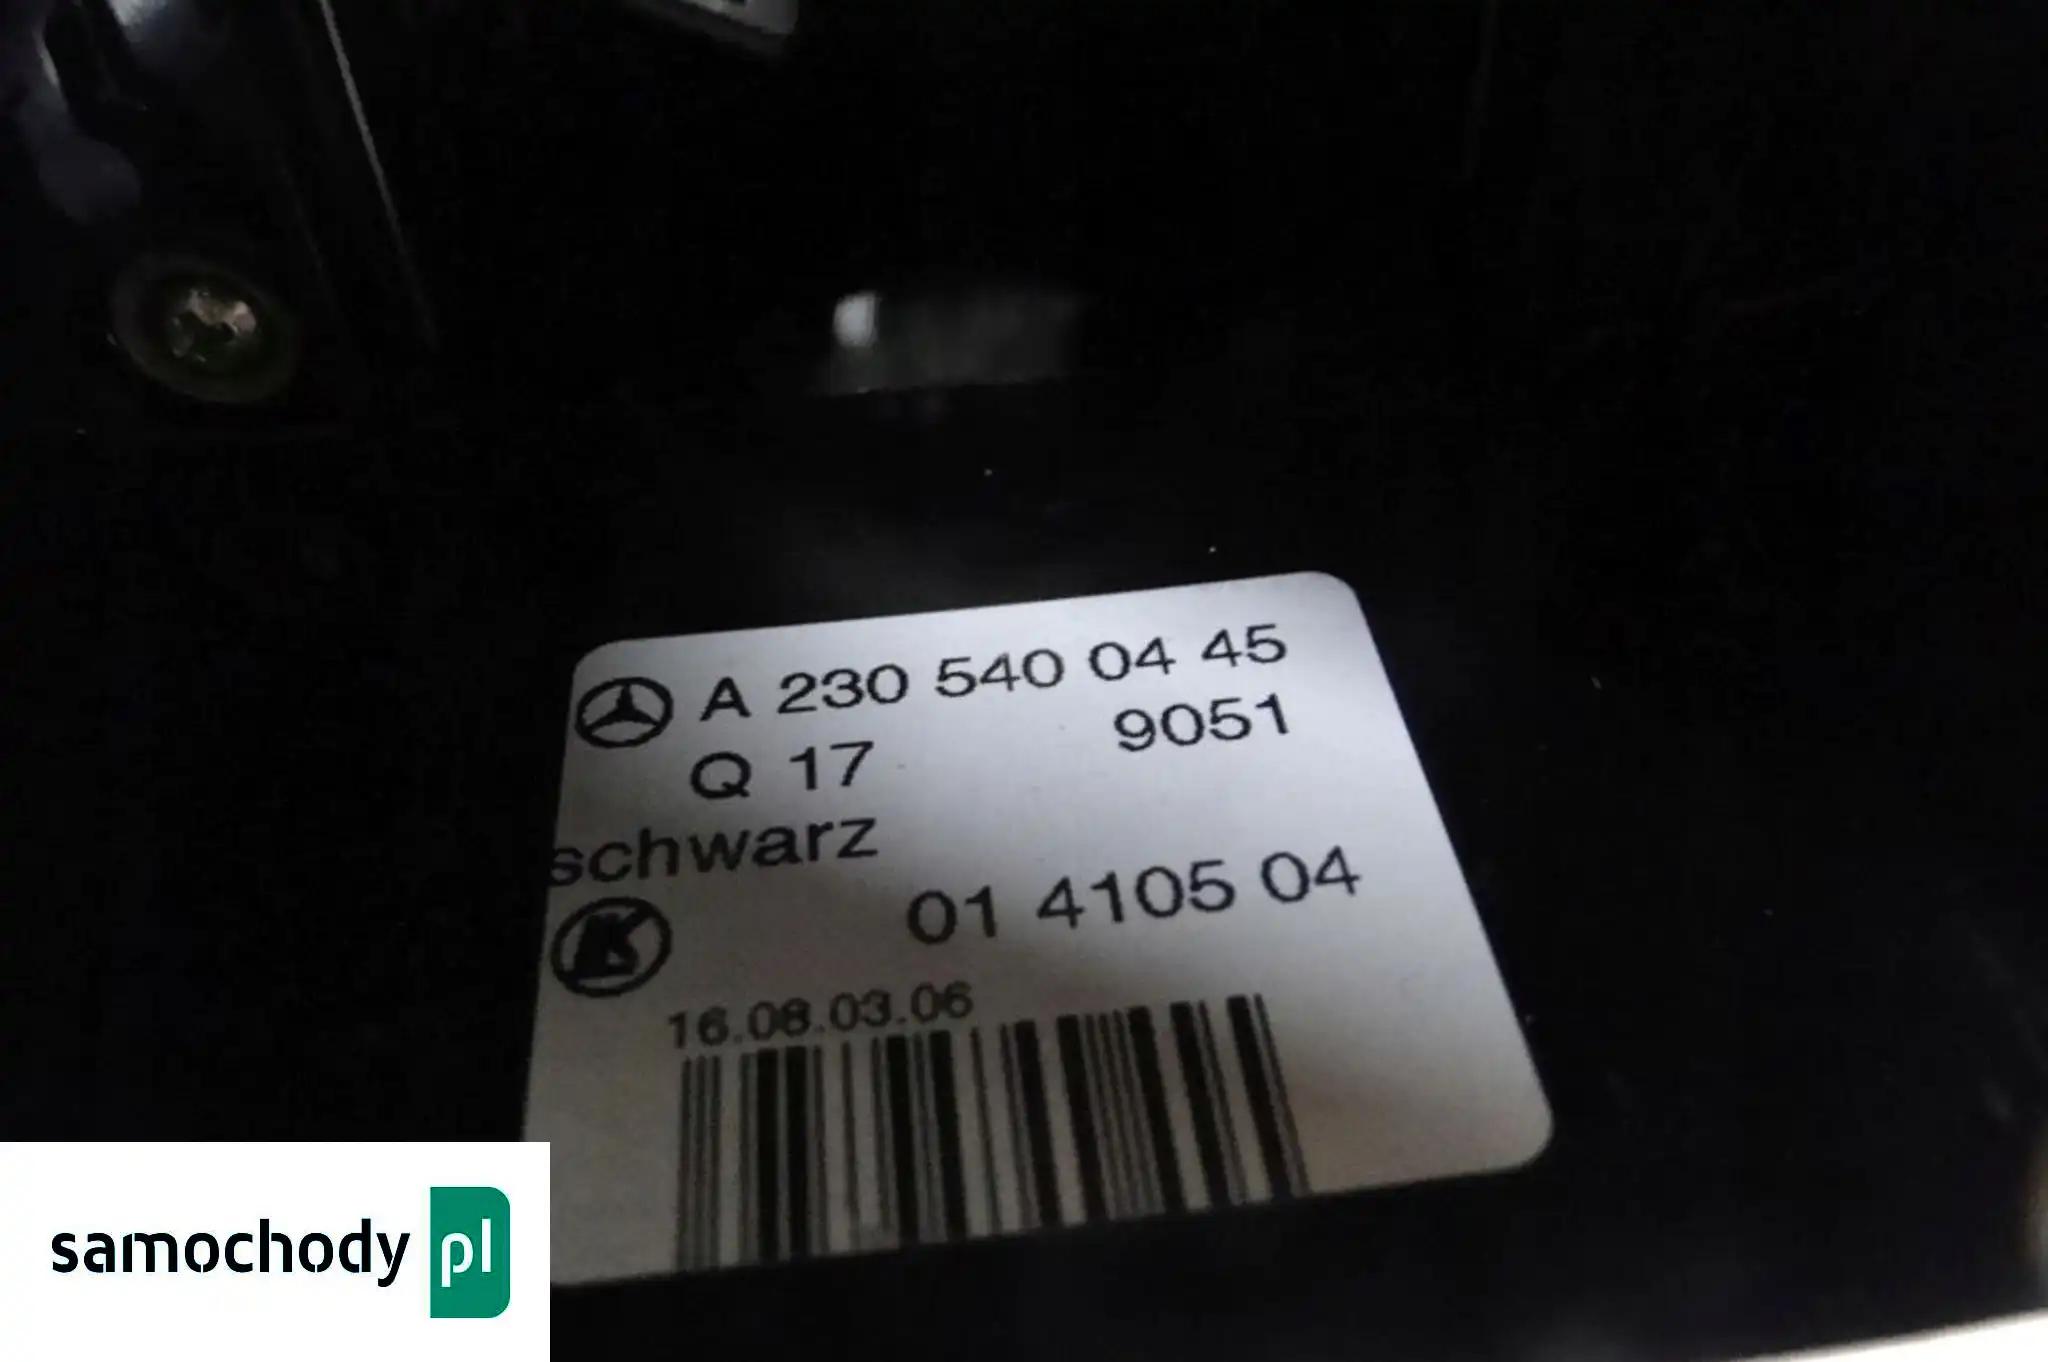 A 230 540 04 45
Q 17 9051
schwarz
01 4105 04
16.08.03.06
samochody pl